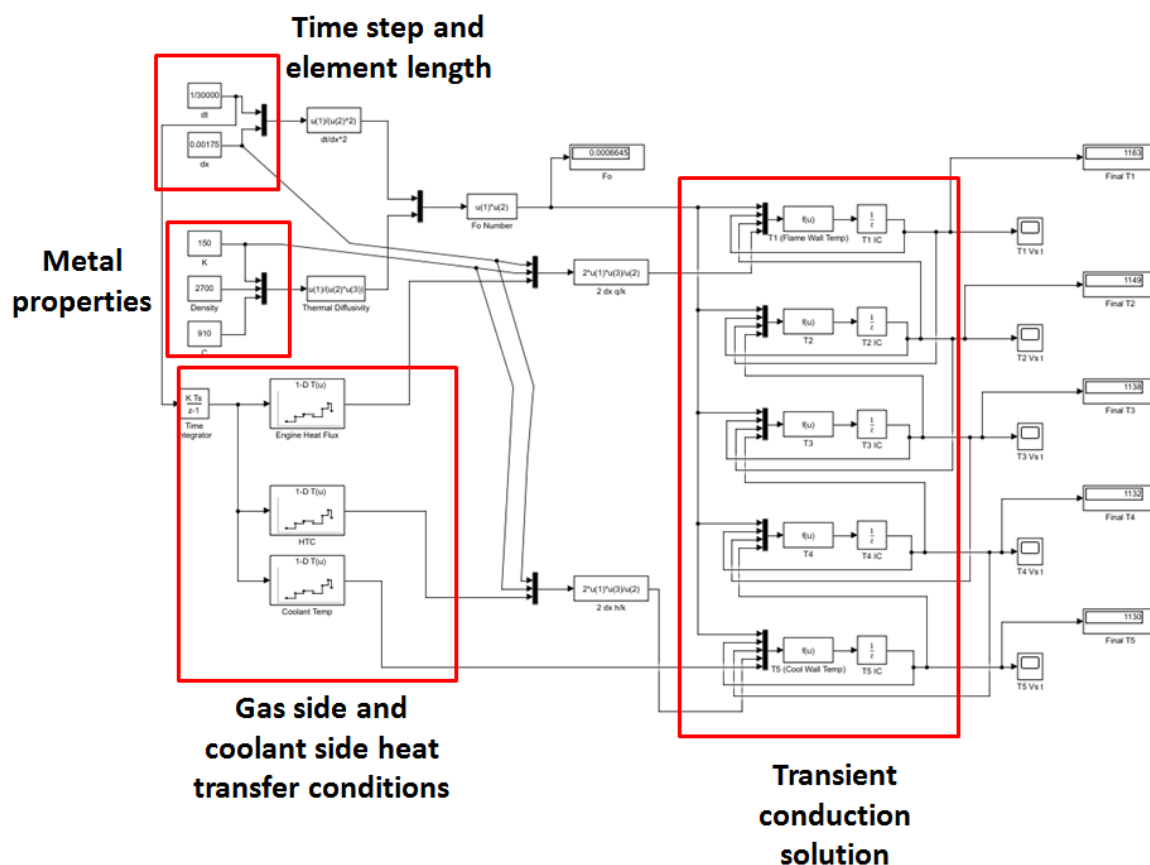 Time step and
element length
1/30000
dt
0.00175
dx
u(1)/(u(2)^2)
dt/dx^2
0.0006645
Fo
u(1)*u(2)
Fo Number
Metal
properties
150
K
2700
Density
910
C
u(1)/(u(2)*u(3))
Thermal Diffusivity
2*u(1)*u(3)/u(2)
2 dx q/k
K Ts
z-1
Time
Integrator
1-D T(u)
Engine Heat Flux
1-D T(u)
HTC
1-D T(u)
Coolant Temp
2*u(1)*u(3)/u(2)
2 dx h/k
f(u)
T1 (Flame Wall Temp)
1
z
T1 IC
1163
Final T1
T1 Vs t
f(u)
T2
1
z
T2 IC
1149
Final T2
T2 Vs t
f(u)
T3
1
z
T3 IC
1138
Final T3
T3 Vs t
f(u)
T4
1
z
T4 IC
1132
Final T4
T4 Vs t
f(u)
T5 (Cool Wall Temp)
1
z
T5 IC
1130
Final T5
T5 Vs t
Gas side and
coolant side heat
transfer conditions
Transient
conduction
solution